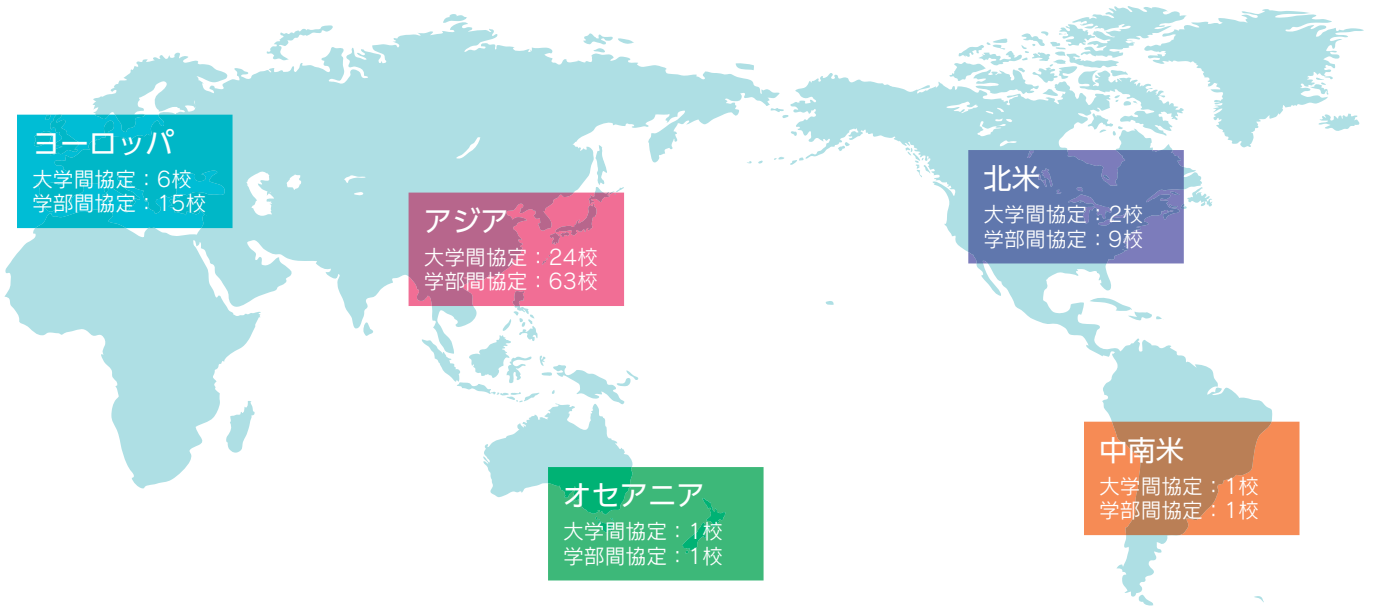 ヨーロッパ
大学間協定：6校
学部間協定：15校
アジア
大学間協定：24校
学部間協定：63校
北米
大学間協定：2校
学部間協定：9校
オセアニア
大学間協定：1校
学部間協定：1校
中南米
大学間協定：1校
学部間協定：1校